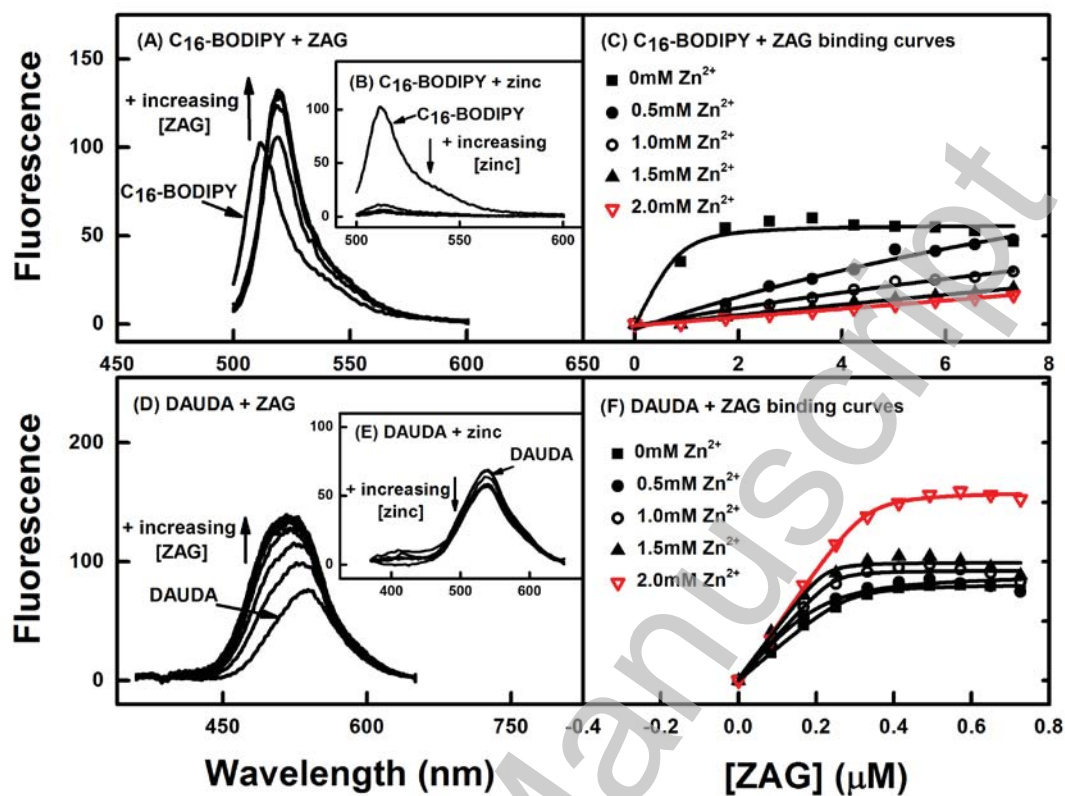 Fluorescence
150
100
50
0
(A) C16-BODIPY + ZAG
+ increasing
[ZAG]
C16-BODIPY
(B) C16-BODIPY + zinc
C16-BODIPY
+ increasing
[zinc]
100
50
0
500 550 600
450 500 550 600 650
(C) C16-BODIPY + ZAG binding curves
0mM Zn2+
0.5mM Zn2+
1.0mM Zn2+
1.5mM Zn2+
2.0mM Zn2+
0 2 4 6 8
Fluorescence
200
100
0
(D) DAUDA + ZAG
+ increasing
[ZAG]
DAUDA
(E) DAUDA + zinc
DAUDA
+ increasing
[zinc]
100
50
0
400 500 600
450 600 750
(F) DAUDA + ZAG binding curves
0mM Zn2+
0.5mM Zn2+
1.0mM Zn2+
1.5mM Zn2+
2.0mM Zn2+
-0.4 -0.2 0.0 0.2 0.4 0.6 0.8
Wavelength (nm)
[ZAG] (μM)
Manuscript